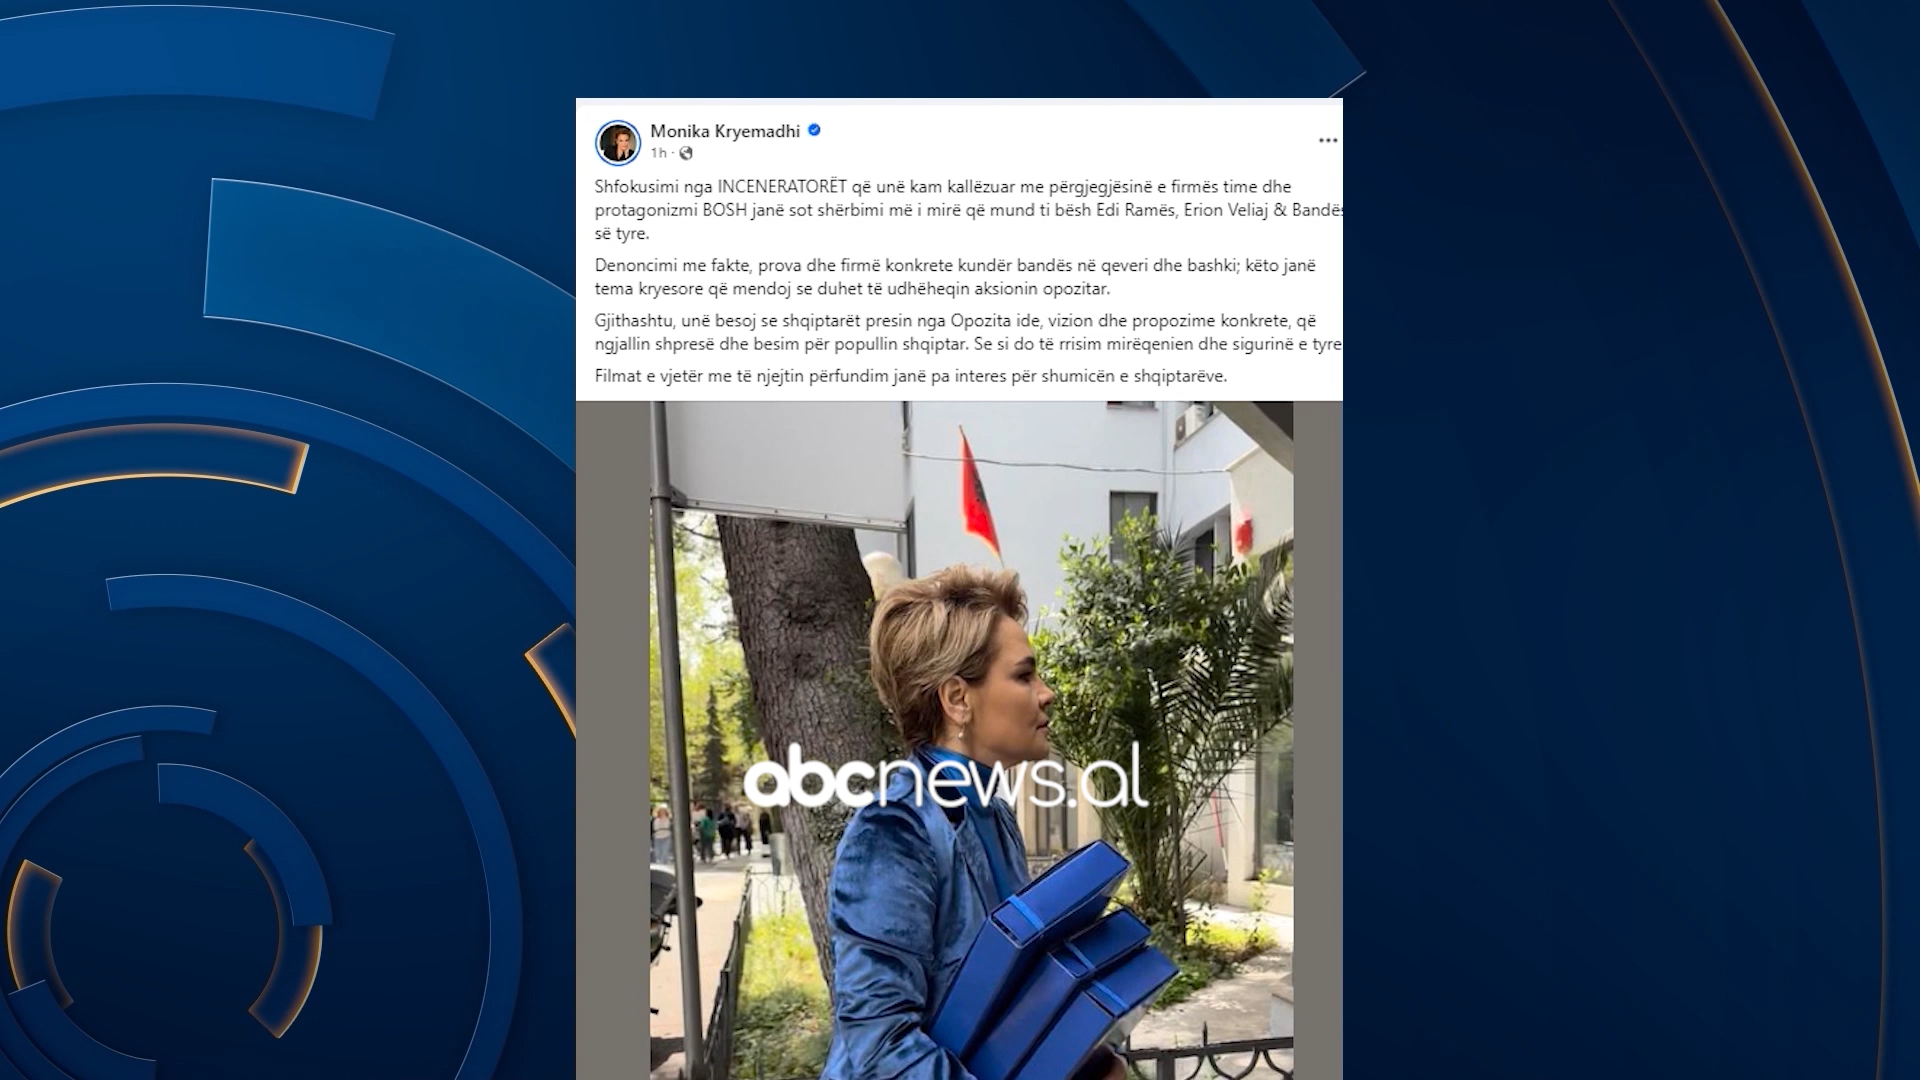 Monika Kryemadhi
1h ·
Shfokusimi nga INCENERATORËT që unë kam kallëzuar me përgjegjësinë e firmës time dhe
protagonizmi BOSH janë sot shërbimi më i mirë që mund ti bësh Edi Ramës, Erion Veliaj & Bandës
së tyre.
Denoncimi me fakte, prova dhe firmë konkrete kundër bandës në qeveri dhe bashki; këto janë
tema kryesore që mendoj se duhet të udhëheqin aksionin opozitar.
Gjithashtu, unë besoj se shqiptarët presin nga Opozita ide, vizion dhe propozime konkrete, që
ngjallin shpresë dhe besim për popullin shqiptar. Se si do të rrisim mirëqenien dhe sigurinë e tyre
Filmat e vjetër me të njejtin përfundim janë pa interes për shumicën e shqiptarëve.
abcnews.al